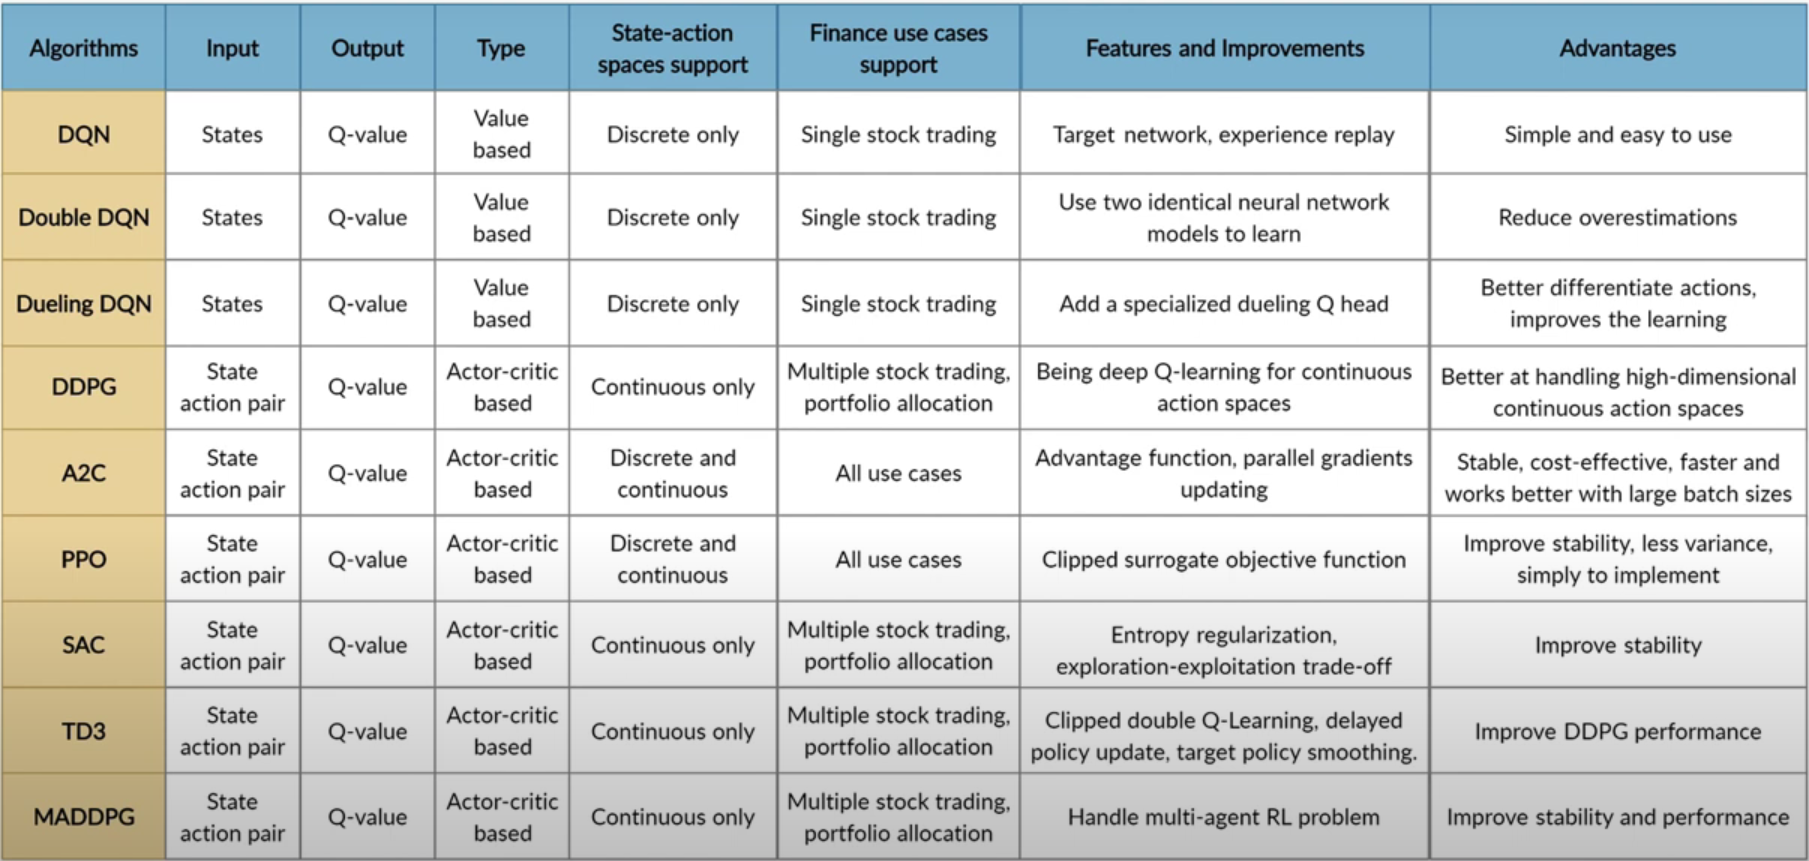 Algorithms Input Output Type State-action spaces support Finance use cases support Features and Improvements Advantages
DQN States Q-value Value based Discrete only Single stock trading Target network, experience replay Simple and easy to use
Double DQN States Q-value Value based Discrete only Single stock trading Use two identical neural network models to learn Reduce overestimations
Dueling DQN States Q-value Value based Discrete only Single stock trading Add a specialized dueling Q head Better differentiate actions, improves the learning
DDPG State action pair Q-value Actor-critic based Continuous only Multiple stock trading, portfolio allocation Being deep Q-learning for continuous action spaces Better at handling high-dimensional continuous action spaces
A2C State action pair Q-value Actor-critic based Discrete and continuous All use cases Advantage function, parallel gradients updating Stable, cost-effective, faster and works better with large batch sizes
PPO State action pair Q-value Actor-critic based Discrete and continuous All use cases Clipped surrogate objective function Improve stability, less variance, simply to implement
SAC State action pair Q-value Actor-critic based Continuous only Multiple stock trading, portfolio allocation Entropy regularization, exploration-exploitation trade-off Improve stability
TD3 State action pair Q-value Actor-critic based Continuous only Multiple stock trading, portfolio allocation Clipped double Q-Learning, delayed policy update, target policy smoothing. Improve DDPG performance
MADDPG State action pair Q-value Actor-critic based Continuous only Multiple stock trading, portfolio allocation Handle multi-agent RL problem Improve stability and performance